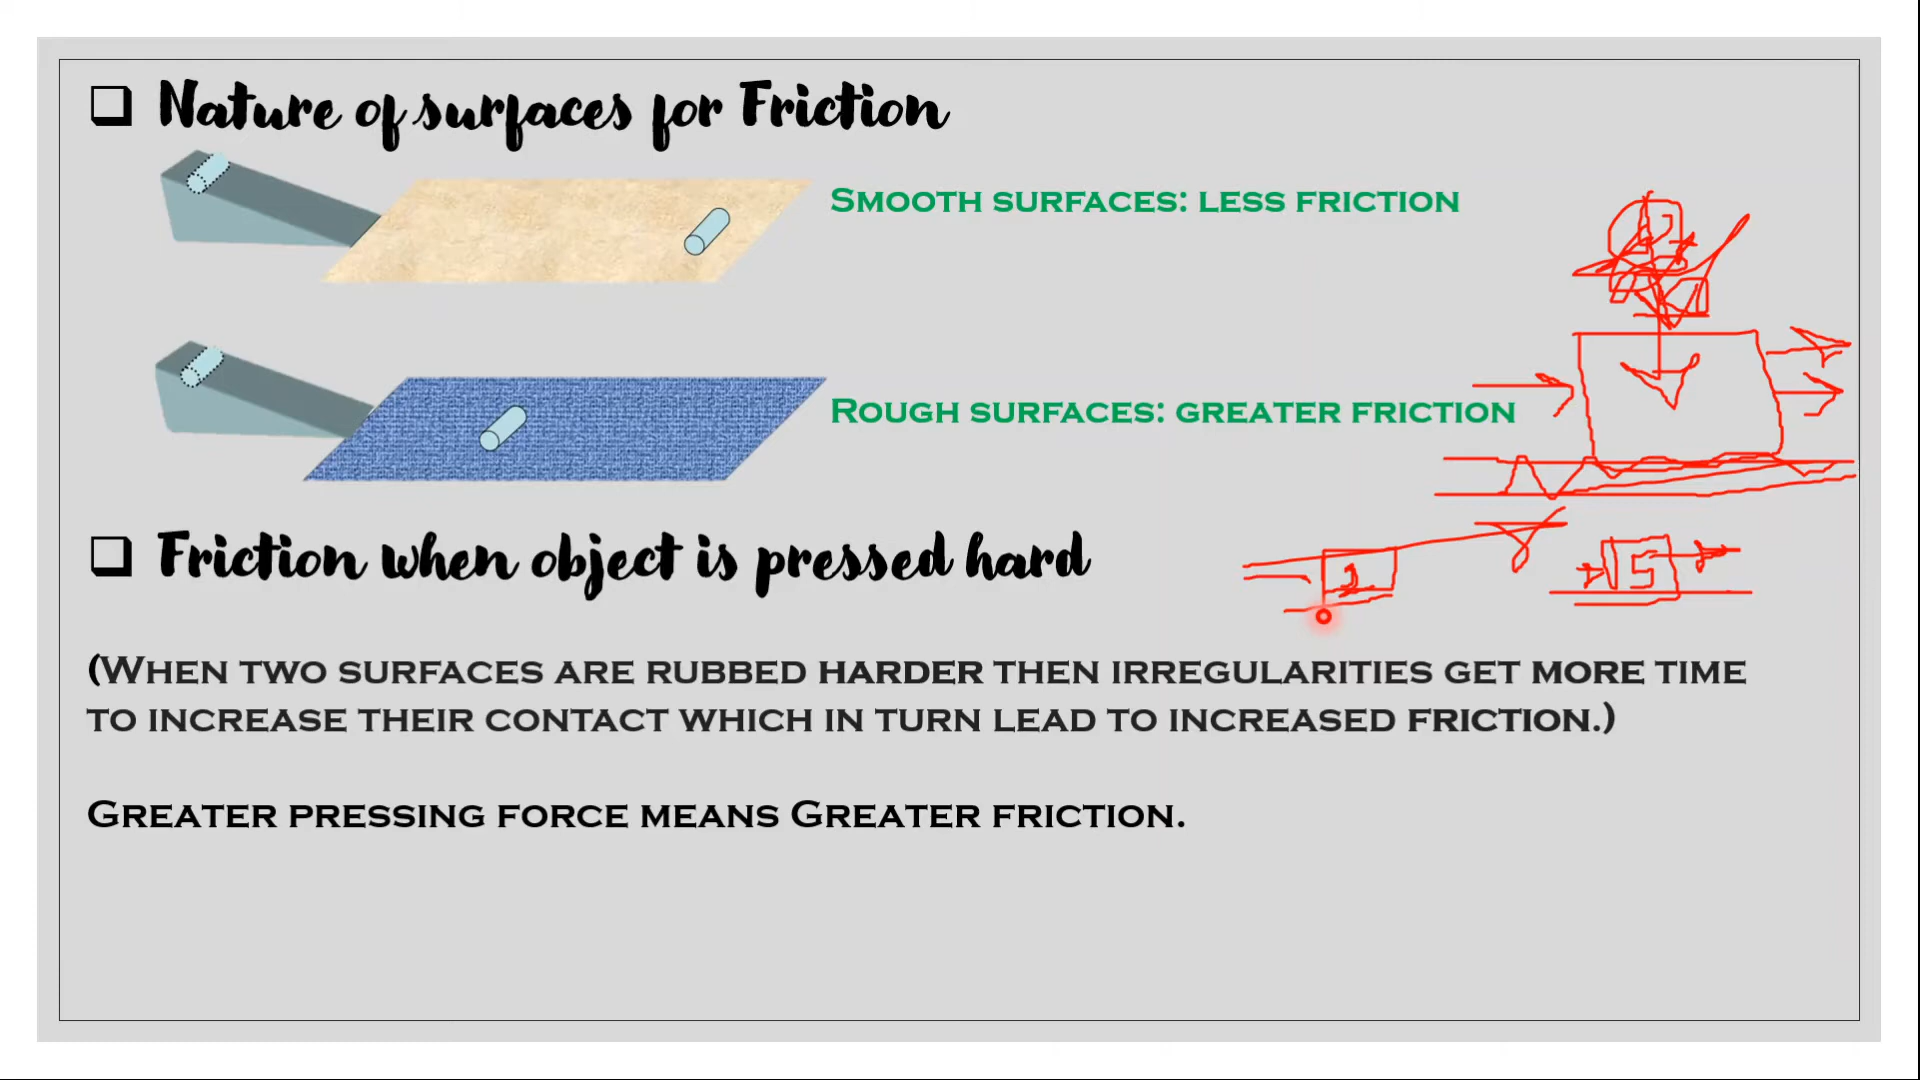 Nature of surfaces for Friction
Smooth surfaces: less friction
Rough surfaces: greater friction
Friction when object is pressed hard
15
(When two surfaces are rubbed harder then irregularities get more time
to increase their contact which in turn lead to increased friction.)
Greater pressing force means Greater friction.